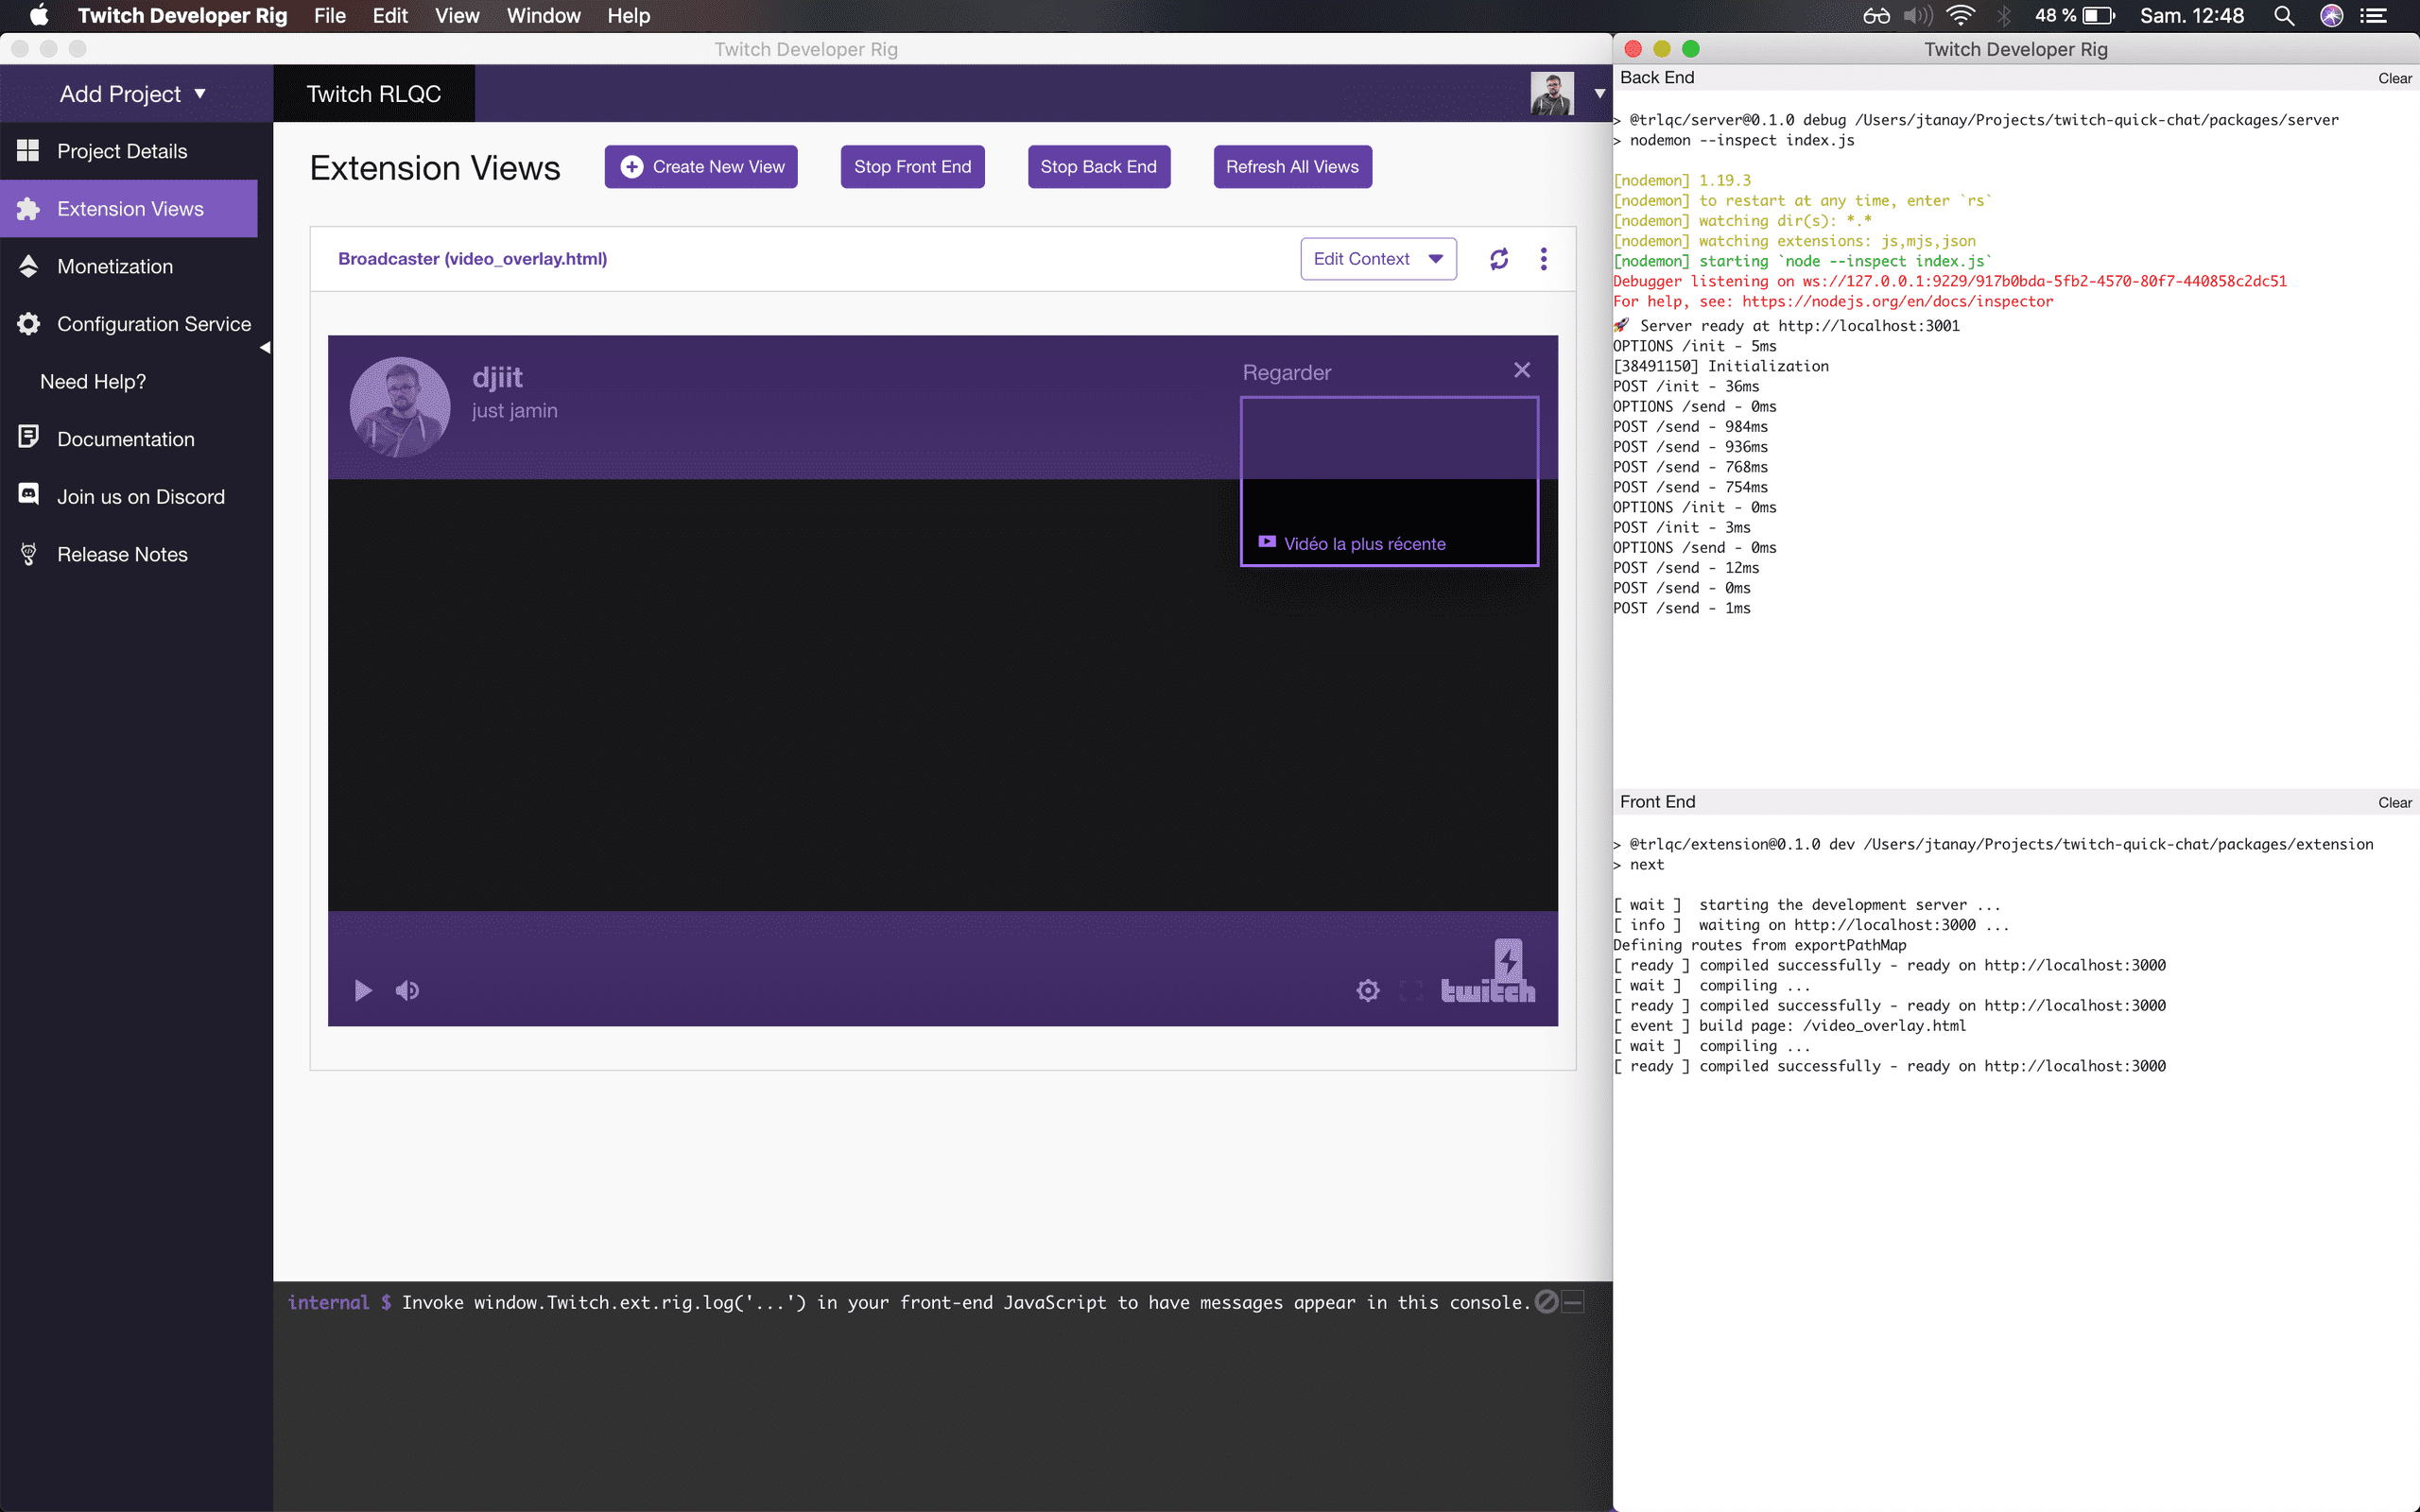 Twitch Developer Rig File Edit View Window Help 48 % Sam. 12:48
Twitch Developer Rig
Add Project
Twitch RLQC
Project Details
Extension Views
Monetization
Configuration Service
Need Help?
Documentation
Join us on Discord
Release Notes
Extension Views
Create New View
Stop Front End
Stop Back End
Refresh All Views
Broadcaster (video_overlay.html)
Edit Context
djiit
just jamin
Regarder
Vidéo la plus récente
twitch
internal $ Invoke window.Twitch.ext.rig.log('...') in your front-end JavaScript to have messages appear in this console.
Twitch Developer Rig
Back End Clear
> @trlqc/server@0.1.0 debug /Users/jtanay/Projects/twitch-quick-chat/packages/server
> nodemon --inspect index.js
[nodemon] 1.19.3
[nodemon] to restart at any time, enter `rs`
[nodemon] watching dir(s): *.*
[nodemon] watching extensions: js,mjs,json
[nodemon] starting `node --inspect index.js`
Debugger listening on ws://127.0.0.1:9229/917b0bda-5fb2-4570-80f7-440858c2dc51
For help, see: https://nodejs.org/en/docs/inspector
🚀 Server ready at http://localhost:3001
OPTIONS /init - 5ms
[38491150] Initialization
POST /init - 36ms
OPTIONS /send - 0ms
POST /send - 984ms
POST /send - 936ms
POST /send - 768ms
POST /send - 754ms
OPTIONS /init - 0ms
POST /init - 3ms
OPTIONS /send - 0ms
POST /send - 12ms
POST /send - 0ms
POST /send - 1ms
Front End Clear
> @trlqc/extension@0.1.0 dev /Users/jtanay/Projects/twitch-quick-chat/packages/extension
> next
[ wait ]  starting the development server ...
[ info ]  waiting on http://localhost:3000 ...
Defining routes from exportPathMap
[ ready ] compiled successfully - ready on http://localhost:3000
[ wait ]  compiling ...
[ ready ] compiled successfully - ready on http://localhost:3000
[ event ] build page: /video_overlay.html
[ wait ]  compiling ...
[ ready ] compiled successfully - ready on http://localhost:3000